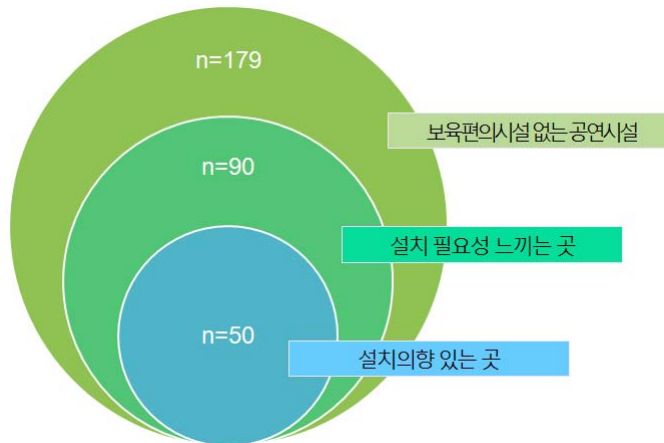 n=179
보육편의시설 없는 공연시설
n=90
설치 필요성 느끼는 곳
n=50
설치의향 있는 곳